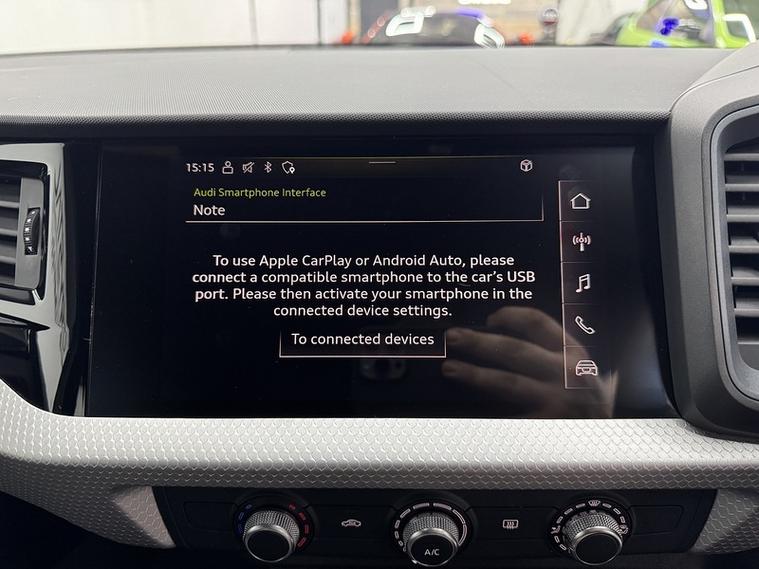 15:15
Audi Smartphone Interface
Note
To use Apple CarPlay or Android Auto, please
connect a compatible smartphone to the car's USB
port. Please then activate your smartphone in the
connected device settings.
To connected devices
A/C